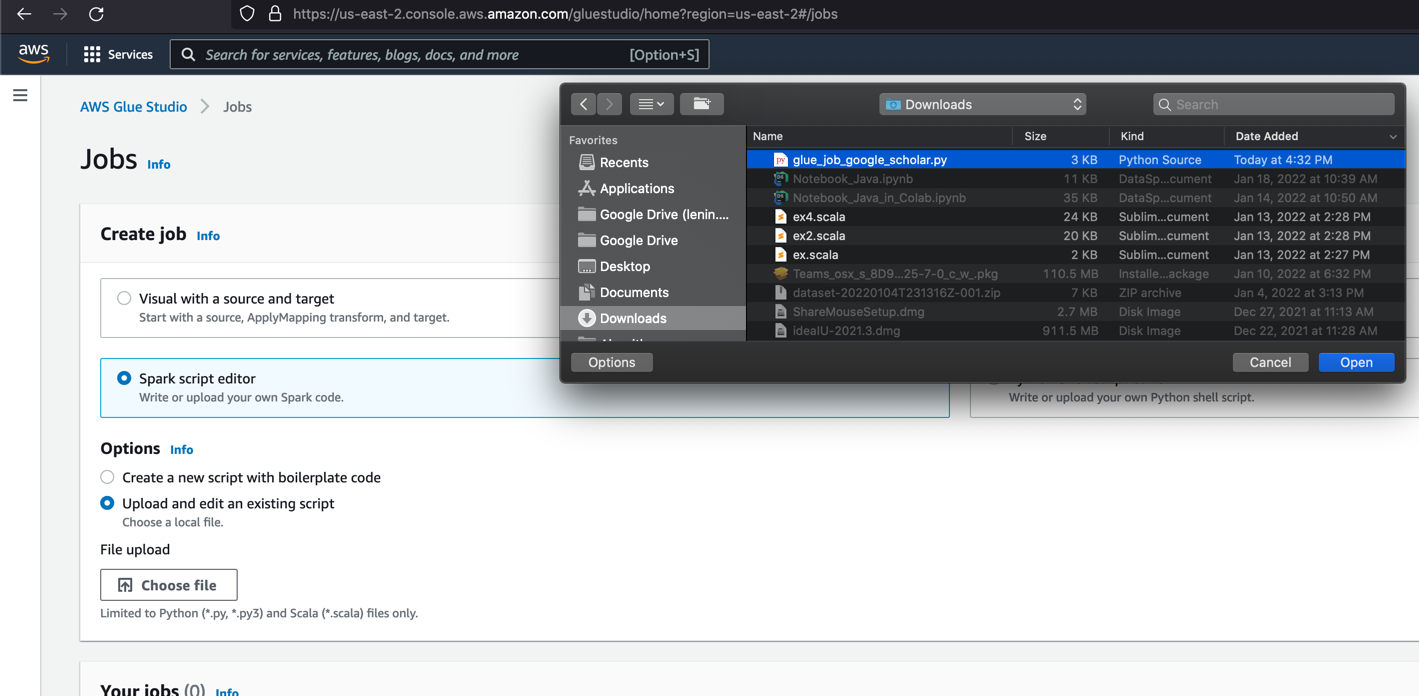 https://us-east-2.console.aws.amazon.com/gluestudio/home?region=us-east-2#/jobs
aws
Services
Search for services, features, blogs, docs, and more
[Option+S]
AWS Glue Studio
Jobs
Jobs Info
Create job Info
Visual with a source and target
Start with a source, ApplyMapping transform, and target.
Spark script editor
Write or upload your own Spark code.
Write or upload your own Python shell script.
Options Info
Create a new script with boilerplate code
Upload and edit an existing script
Choose a local file.
File upload
Choose file
Limited to Python (*.py, *.py3) and Scala (*.scala) files only.
Your jobs (0) Info
Downloads
Search
Favorites
Recents
Applications
Google Drive (lenin....
Google Drive
Desktop
Documents
Downloads
Name Size Kind Date Added
glue_job_google_scholar.py 3 KB Python Source Today at 4:32 PM
Notebook_Java.ipynb 11 KB DataSp...cument Jan 18, 2022 at 10:39 AM
Notebook_Java_in_Colab.ipynb 35 KB DataSp...cument Jan 14, 2022 at 10:50 AM
ex4.scala 24 KB Sublim...cument Jan 13, 2022 at 2:28 PM
ex2.scala 20 KB Sublim...cument Jan 13, 2022 at 2:28 PM
ex.scala 2 KB Sublim...cument Jan 13, 2022 at 2:27 PM
Teams_osx_s_8D9...25-7-0_c_w_.pkg 110.5 MB Installe...ackage Jan 10, 2022 at 6:32 PM
dataset-20220104T231316Z-001.zip 7 KB ZIP archive Jan 4, 2022 at 3:13 PM
ShareMouseSetup.dmg 2.7 MB Disk Image Dec 27, 2021 at 11:13 AM
ideaIU-2021.3.dmg 911.5 MB Disk Image Dec 22, 2021 at 11:28 AM
Options
Cancel
Open